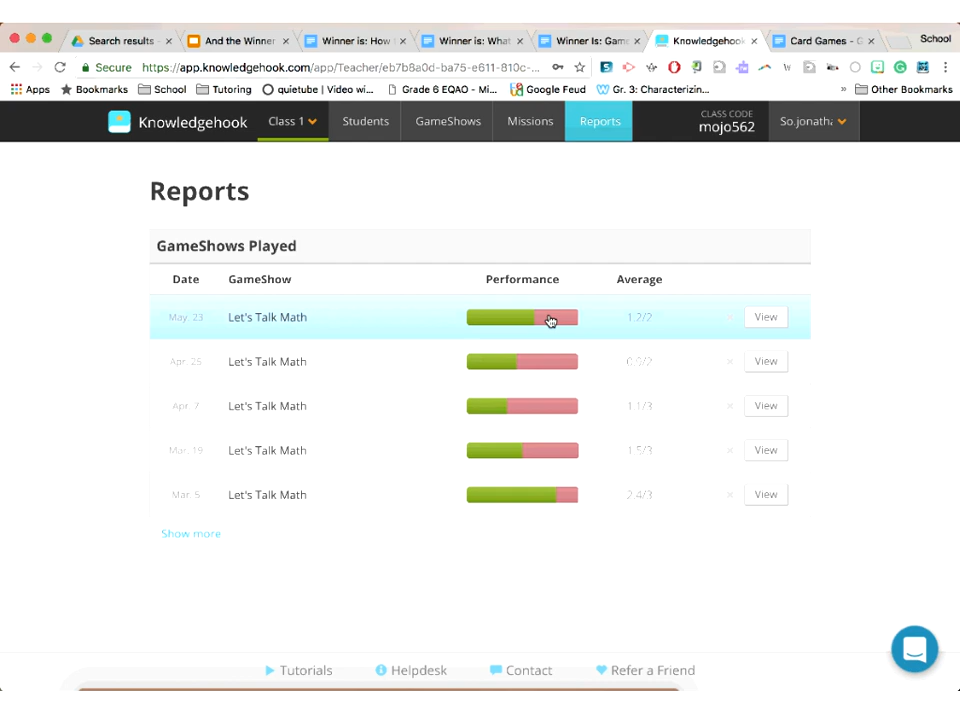 Search results - × And the Winner × Winner is: How × Winner is: What × Winner Is: Game × Knowledgehook × Card Games - G × School
Secure https://app.knowledgehook.com/app/Teacher/eb7b8a0d-ba75-e611-810c-...
Apps Bookmarks School Tutoring quietube | Video wi... Grade 6 EQAO - Mi... Google Feud Gr. 3: Characterizin... » Other Bookmarks
Knowledgehook Class 1 Students GameShows Missions Reports CLASS CODE mojo562 So.jonath
Reports
GameShows Played
Date GameShow Performance Average
May. 23 Let's Talk Math 1.2/2 × View
Apr. 25 Let's Talk Math 0.9/2 × View
Apr. 7 Let's Talk Math 1.1/3 × View
Mar. 19 Let's Talk Math 1.5/3 × View
Mar. 5 Let's Talk Math 2.4/3 × View
Show more
Tutorials Helpdesk Contact Refer a Friend